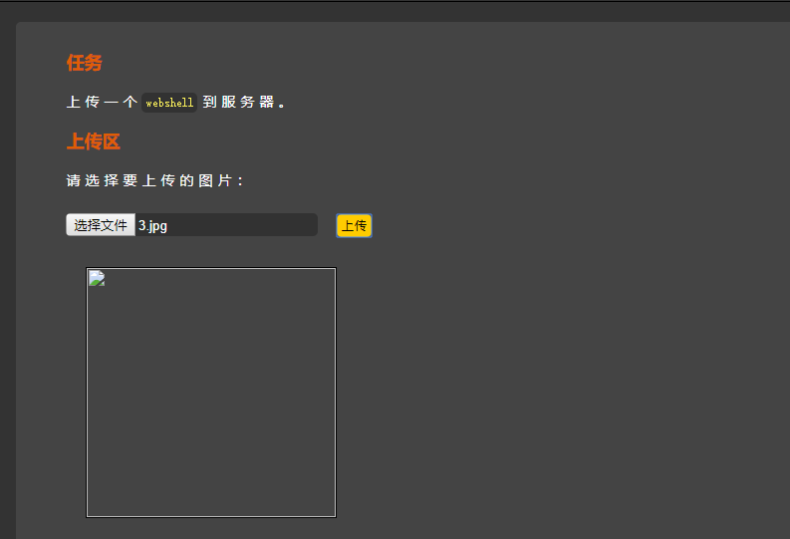 任务
上传一个 webshell 到服务器。
上传区
请选择要上传的图片：
选择文件 3.jpg 上传